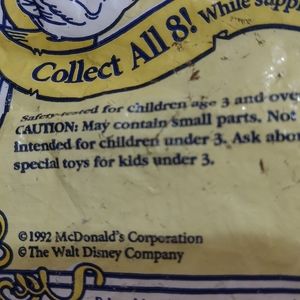 Collect All 8! While supp
Safety-tested for children age 3 and ove
CAUTION: May contain small parts. Not
intended for children under 3. Ask abou
special toys for kids under 3.
©1992 McDonald's Corporation
©The Walt Disney Company